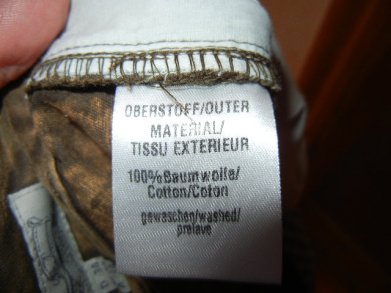 OBERSTOFF/OUTER
MATERIAL/
TISSU EXTERIEUR
100%Baumwolle/
Cotton/Coton
gewaschen/washed/
prelave